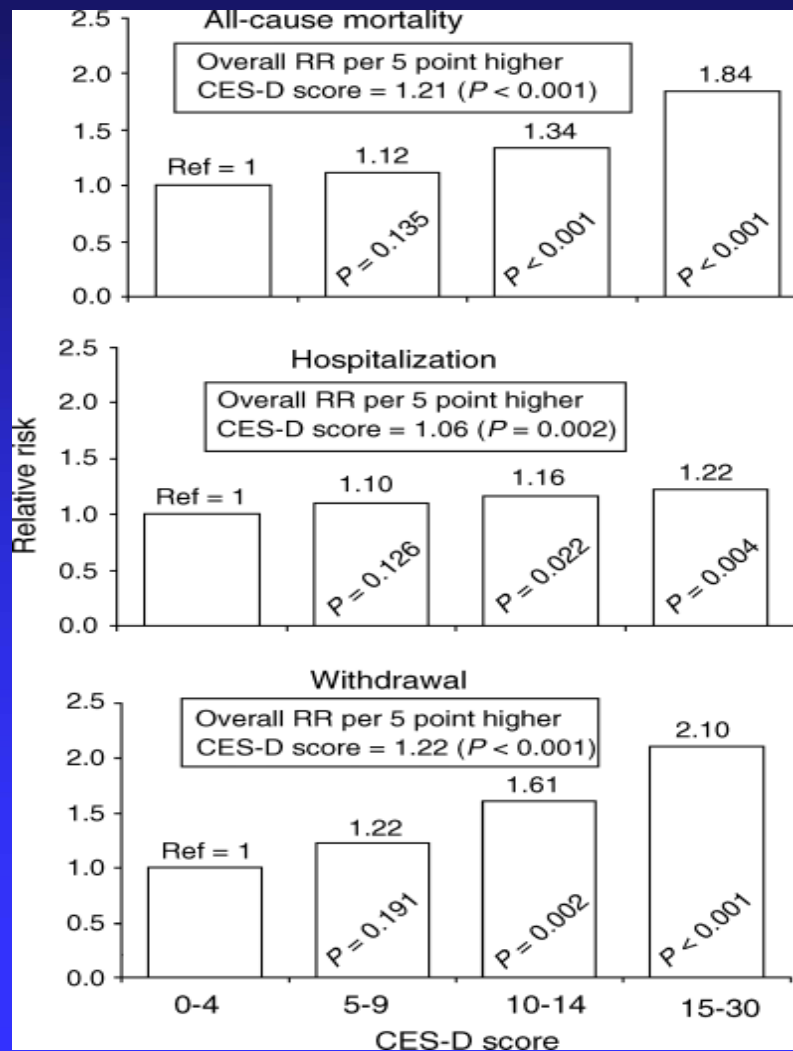 All-cause mortality
2.5
2.0
1.5
1.0
0.5
0.0
Overall RR per 5 point higher
CES-D score = 1.21 (P < 0.001)
Ref = 1
1.12
1.34
1.84
P = 0.135
P < 0.001
P < 0.001
Relative risk
Hospitalization
2.5
2.0
1.5
1.0
0.5
0.0
Overall RR per 5 point higher
CES-D score = 1.06 (P = 0.002)
Ref = 1
1.10
1.16
1.22
P = 0.126
P = 0.022
P = 0.004
Withdrawal
2.5
2.0
1.5
1.0
0.5
0.0
Overall RR per 5 point higher
CES-D score = 1.22 (P < 0.001)
Ref = 1
1.22
1.61
2.10
P = 0.191
P = 0.002
P < 0.001
0-4 5-9 10-14 15-30
CES-D score